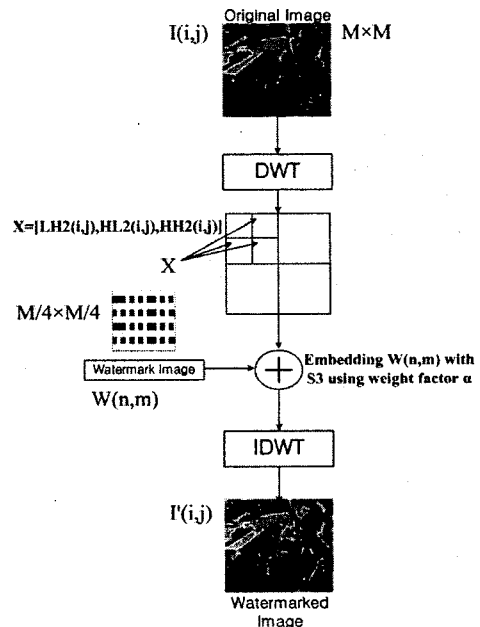 Original Image
I(i,j)
M×M
DWT
X=[LH2(i,j),HL2(i,j),HH2(i,j)]
X
M/4×M/4
Watermark Image
W(n,m)
Embedding W(n,m) with
S3 using weight factor α
IDWT
I'(i,j)
Watermarked
Image